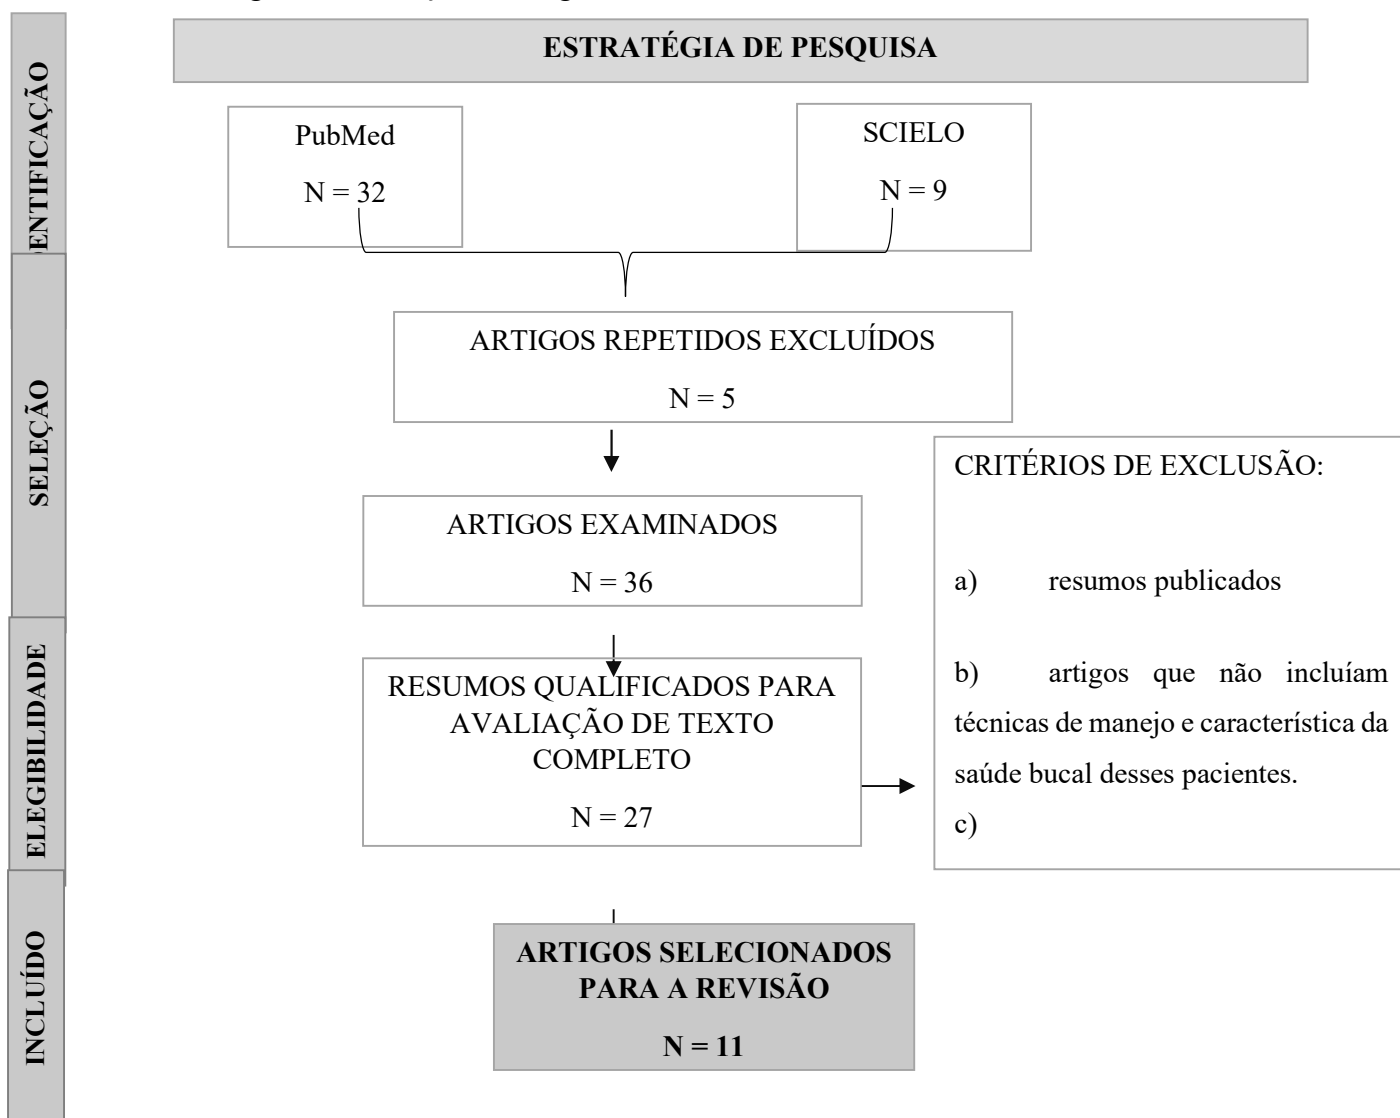 ESTRATÉGIA DE PESQUISA
ENTIFICAÇÃO
PubMed
N = 32
SCIELO
N = 9
ARTIGOS REPETIDOS EXCLUÍDOS
N = 5
SELEÇÃO
ARTIGOS EXAMINADOS
N = 36
CRITÉRIOS DE EXCLUSÃO:
a) resumos publicados
b) artigos que não incluíam
técnicas de manejo e característica da
saúde bucal desses pacientes.
c)
ELEGIBILIDADE
RESUMOS QUALIFICADOS PARA
AVALIAÇÃO DE TEXTO
COMPLETO
N = 27
INCLUÍDO
ARTIGOS SELECIONADOS
PARA A REVISÃO
N = 11